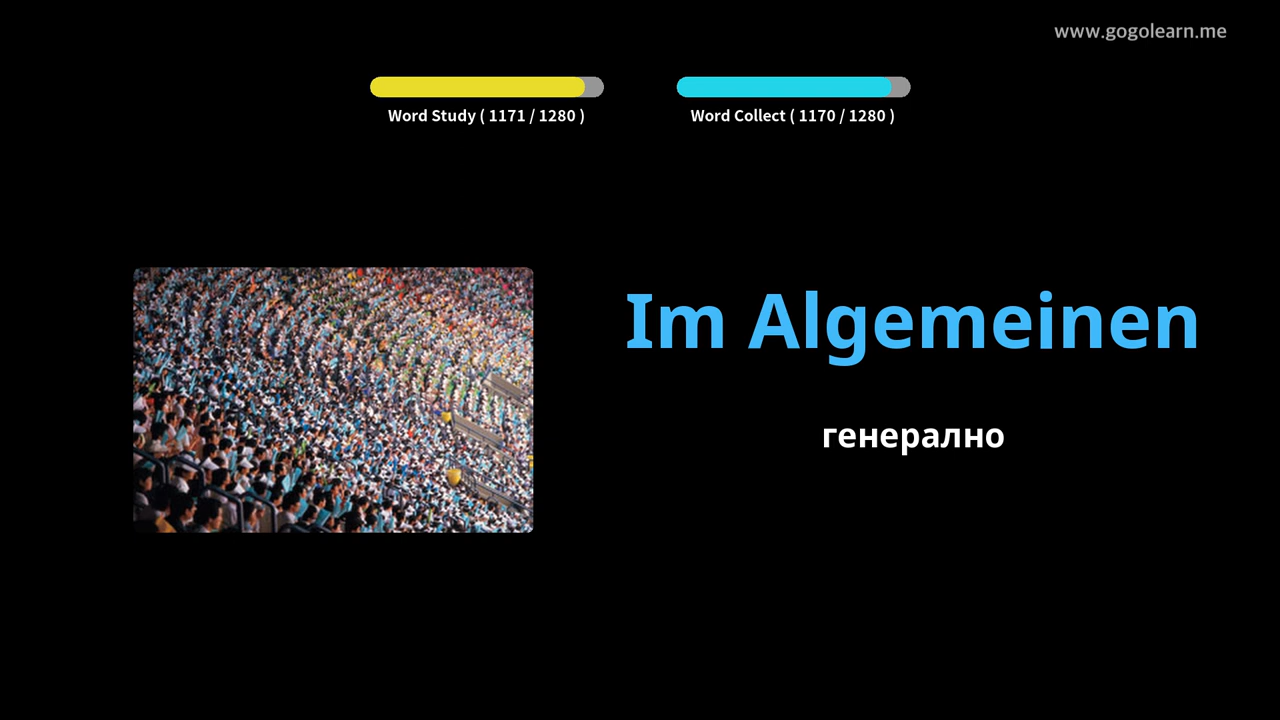 www.gogolearn.me
Word Study ( 1171 / 1280 )
Word Collect ( 1170 / 1280 )
Im Algemeinen
генерално